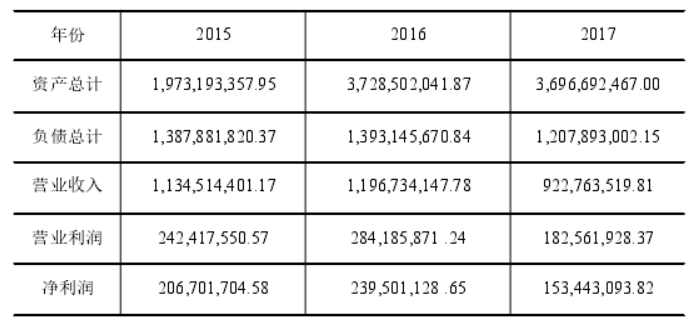 年份 2015 2016 2017
资产总计 1,973,193,357.95 3,728,502,041.87 3,696,692,467.00
负债总计 1,387,881,820.37 1,393,145,670.84 1,207,893,002.15
营业收入 1,134,514,401.17 1,196,734,147.78 922,763,519.81
营业利润 242,417,550.57 284,185,871 .24 182,561,928.37
净利润 206,701,704.58 239,501,128 .65 153,443,093.82